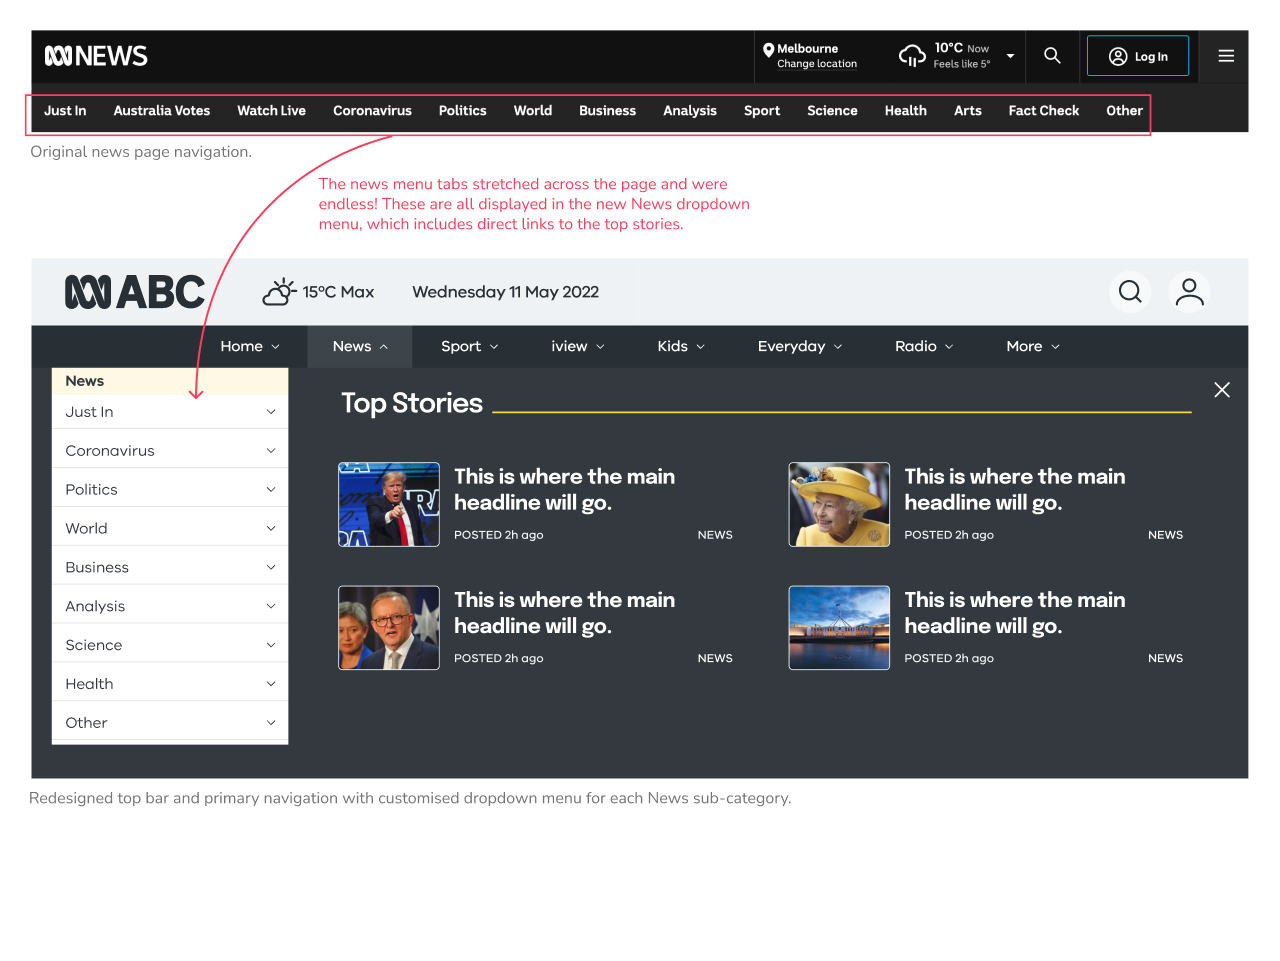 NEWS
Melbourne
Change location
10°C Now
Feels like 5°
Log In
Just In Australia Votes Watch Live Coronavirus Politics World Business Analysis Sport Science Health Arts Fact Check Other
Original news page navigation.
The news menu tabs stretched across the page and were
endless! These are all displayed in the new News dropdown
menu, which includes direct links to the top stories.
ABC
15°C Max
Wednesday 11 May 2022
Home News Sport iview Kids Everyday Radio More
News
Just In
Coronavirus
Politics
World
Business
Analysis
Science
Health
Other
Top Stories
This is where the main
headline will go.
POSTED 2h ago NEWS
This is where the main
headline will go.
POSTED 2h ago NEWS
This is where the main
headline will go.
POSTED 2h ago NEWS
This is where the main
headline will go.
POSTED 2h ago NEWS
Redesigned top bar and primary navigation with customised dropdown menu for each News sub-category.